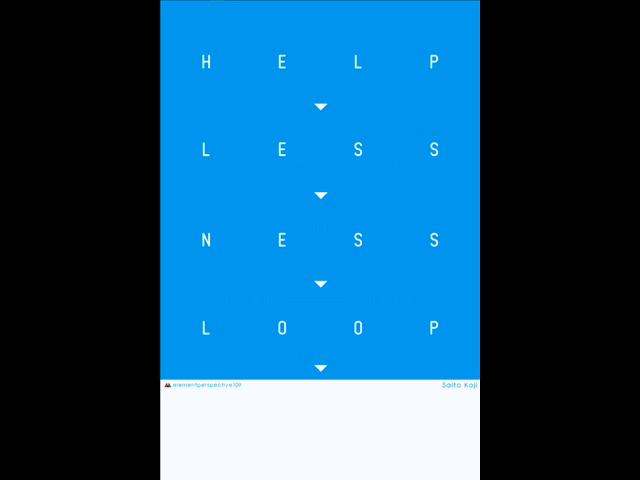 H E L P
L E S S
N E S S
L O O P
elementperspective109 Saito Koji